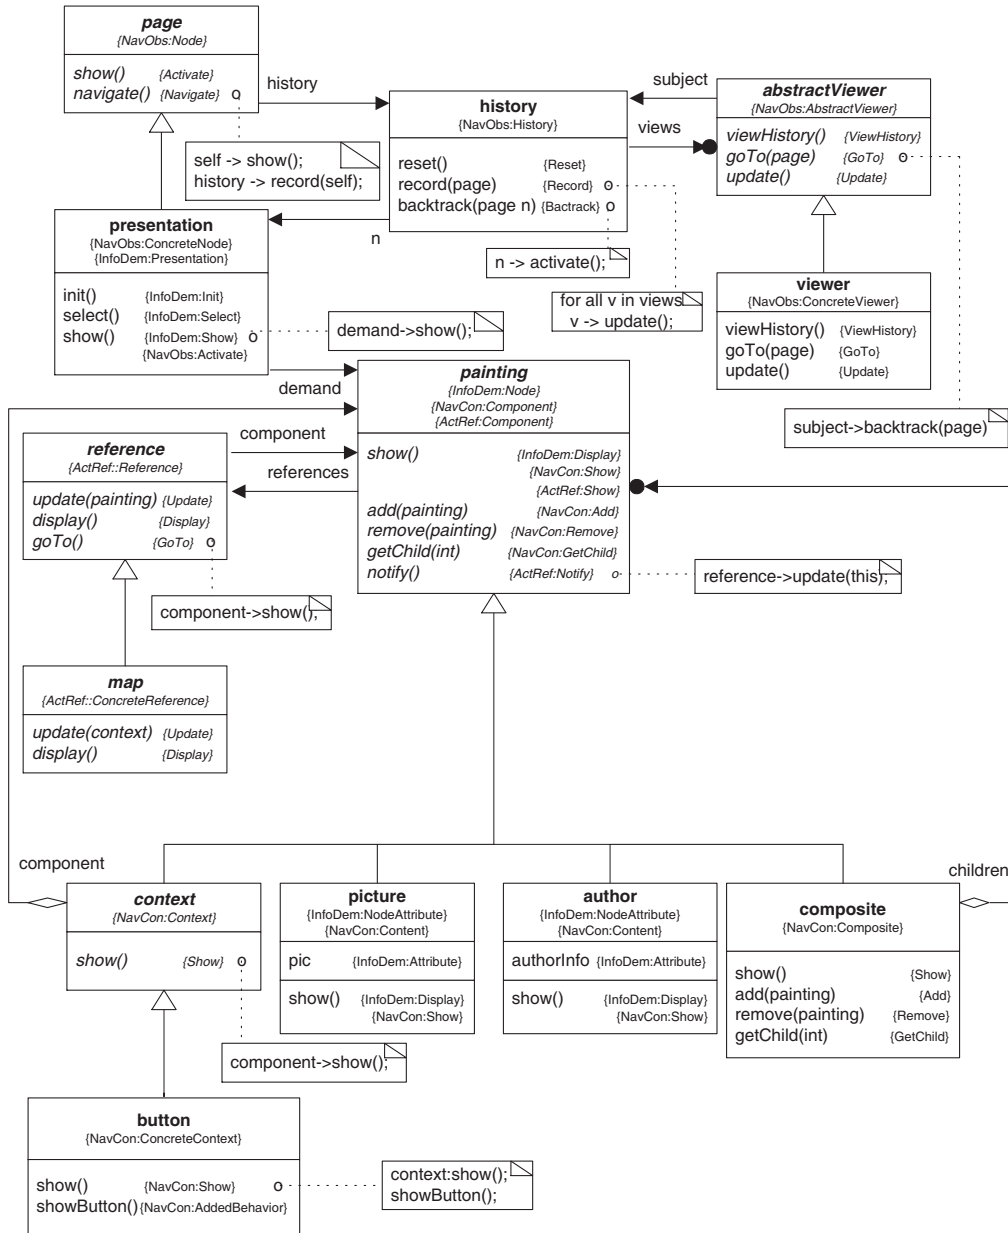 page
{NavObs:Node}
show() {Activate}
navigate() {Navigate} o
history
self -> show();
history -> record(self);
history
{NavObs:History}
reset() {Reset}
record(page) {Record} o
backtrack(page n) {Bactrack} o
subject
views
abstractViewer
{NavObs:AbstractViewer}
viewHistory() {ViewHistory}
goTo(page) {GoTo} o
update() {Update}
n
n -> activate();
for all v in views
v -> update();
presentation
{NavObs:ConcreteNode}
{InfoDem:Presentation}
init() {InfoDem:Init}
select() {InfoDem:Select}
show() {InfoDem:Show} o
{NavObs:Activate}
demand->show();
viewer
{NavObs:ConcreteViewer}
viewHistory() {ViewHistory}
goTo(page) {GoTo}
update() {Update}
subject->backtrack(page)
demand
painting
{InfoDem:Node}
{NavCon:Component}
{ActRef:Component}
show() {InfoDem:Display}
{NavCon:Show}
{ActRef:Show}
add(painting) {NavCon:Add}
remove(painting) {NavCon:Remove}
getChild(int) {NavCon:GetChild}
notify() {ActRef:Notify} o
reference->update(this);
component
references
reference
{ActRef::Reference}
update(painting) {Update}
display() {Display}
goTo() {GoTo} o
component->show();
map
{ActRef::ConcreteReference}
update(context) {Update}
display() {Display}
component
children
context
{NavCon:Context}
show() {Show} o
component->show();
picture
{InfoDem:NodeAttribute}
{NavCon:Content}
pic {InfoDem:Attribute}
show() {InfoDem:Display}
{NavCon:Show}
author
{InfoDem:NodeAttribute}
{NavCon:Content}
authorInfo {InfoDem:Attribute}
show() {InfoDem:Display}
{NavCon:Show}
composite
{NavCon:Composite}
show() {Show}
add(painting) {Add}
remove(painting) {Remove}
getChild(int) {GetChild}
button
{NavCon:ConcreteContext}
show() {NavCon:Show} o
showButton() {NavCon:AddedBehavior}
context:show();
showButton();